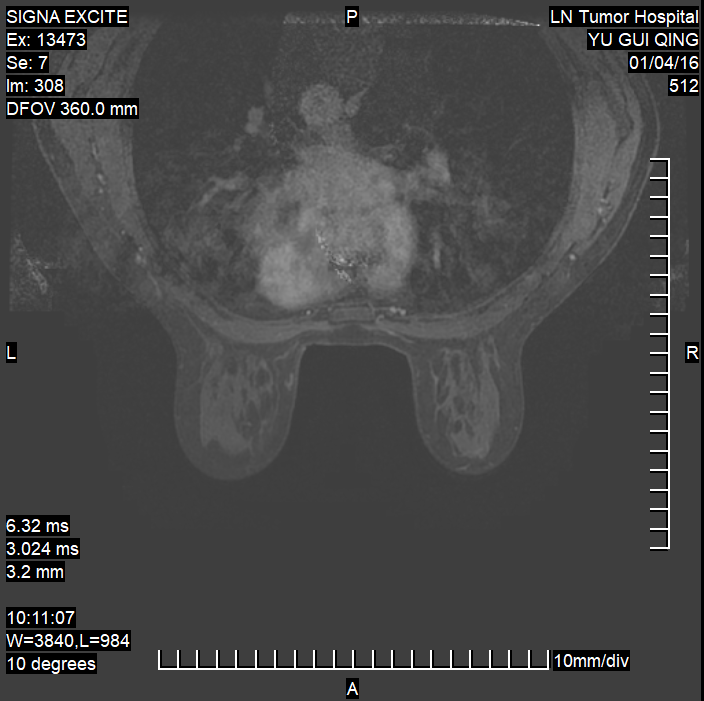 SIGNA EXCITE
Ex: 13473
Se: 7
Im: 308
DFOV 360.0 mm
P
LN Tumor Hospital
YU GUI QING
01/04/16
512
L
R
6.32 ms
3.024 ms
3.2 mm
10:11:07
W=3840,L=984
10 degrees
10mm/div
A